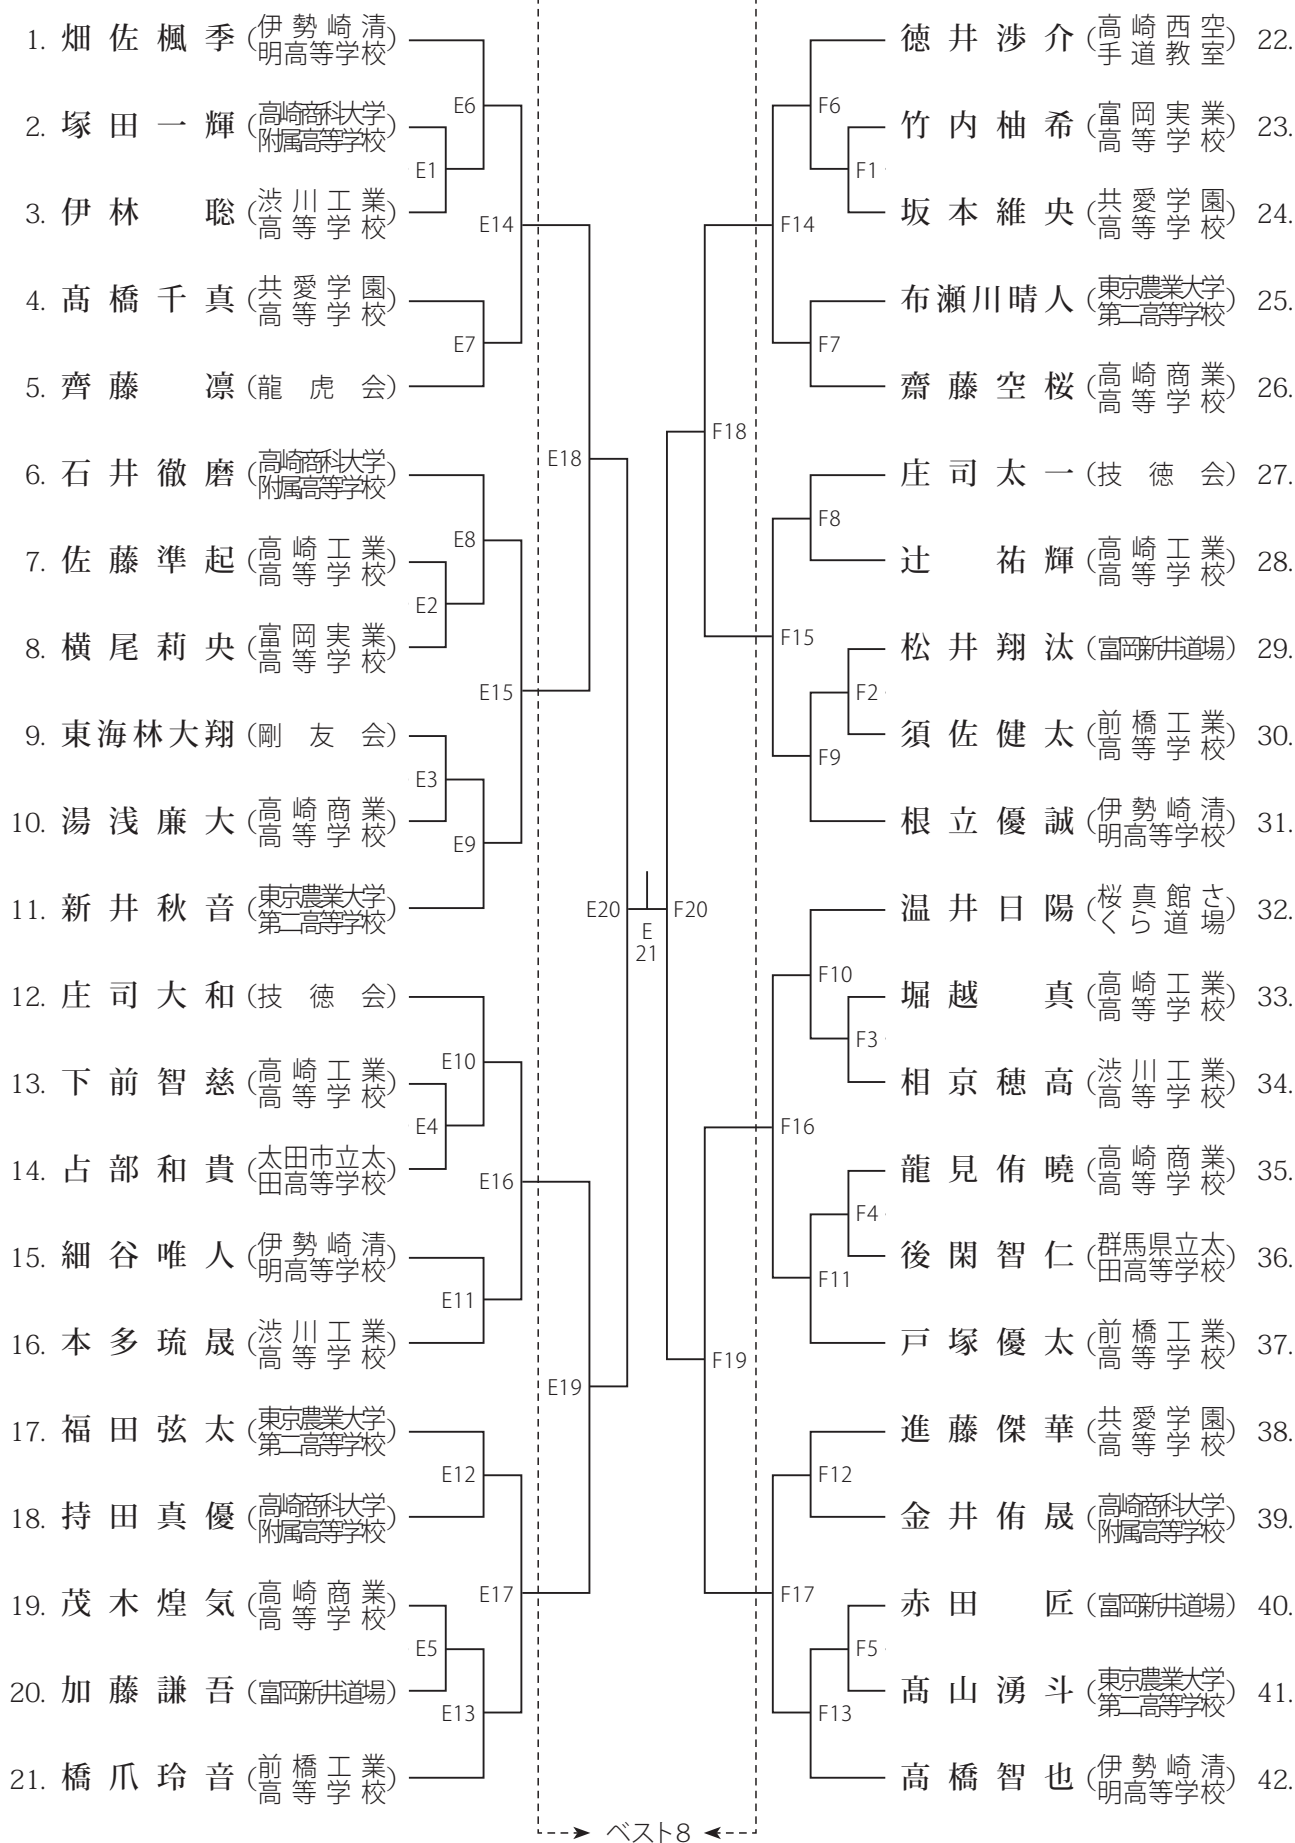 1. 畑佐楓季 (伊勢崎清明高等学校)
2. 塚田一輝 (高崎商科大学附属高等学校)
3. 伊林 聡 (渋川工業高等学校)
4. 髙橋千真 (共愛学園高等学校)
5. 齊藤 凛 (龍虎会)
6. 石井徹磨 (高崎商科大学附属高等学校)
7. 佐藤準起 (高崎工業高等学校)
8. 横尾莉央 (富岡実業高等学校)
9. 東海林大翔 (剛友会)
10. 湯浅廉大 (高崎商業高等学校)
11. 新井秋音 (東京農業大学第二高等学校)
12. 庄司大和 (技徳会)
13. 下前智慈 (高崎工業高等学校)
14. 占部和貴 (太田市立太田高等学校)
15. 細谷唯人 (伊勢崎清明高等学校)
16. 本多琉晟 (渋川工業高等学校)
17. 福田弦太 (東京農業大学第二高等学校)
18. 持田真優 (高崎商科大学附属高等学校)
19. 茂木煌気 (高崎商業高等学校)
20. 加藤謙吾 (富岡新井道場)
21. 橋爪玲音 (前橋工業高等学校)
E6
E1
E14
E7
E18
E8
E2
E15
E3
E9
E20
E10
E4
E16
E11
E19
E12
E17
E5
E13
E
21
F6
F1
F14
F7
F18
F8
F15
F2
F9
F20
F10
F3
F16
F4
F11
F19
F12
F17
F5
F13
徳井渉介 (高崎西空手道教室) 22.
竹内柚希 (富岡実業高等学校) 23.
坂本維央 (共愛学園高等学校) 24.
布瀬川晴人 (東京農業大学第二高等学校) 25.
齋藤空桜 (高崎商業高等学校) 26.
庄司太一 (技徳会) 27.
辻 祐輝 (高崎工業高等学校) 28.
松井翔汰 (富岡新井道場) 29.
須佐健太 (前橋工業高等学校) 30.
根立優誠 (伊勢崎清明高等学校) 31.
温井日陽 (桜真館さくら道場) 32.
堀越 真 (高崎工業高等学校) 33.
相京穂高 (渋川工業高等学校) 34.
龍見侑曉 (高崎商業高等学校) 35.
後閑智仁 (群馬県立太田高等学校) 36.
戸塚優太 (前橋工業高等学校) 37.
進藤傑華 (共愛学園高等学校) 38.
金井侑晟 (高崎商科大学附属高等学校) 39.
赤田 匠 (富岡新井道場) 40.
髙山湧斗 (東京農業大学第二高等学校) 41.
高橋智也 (伊勢崎清明高等学校) 42.
ベスト8